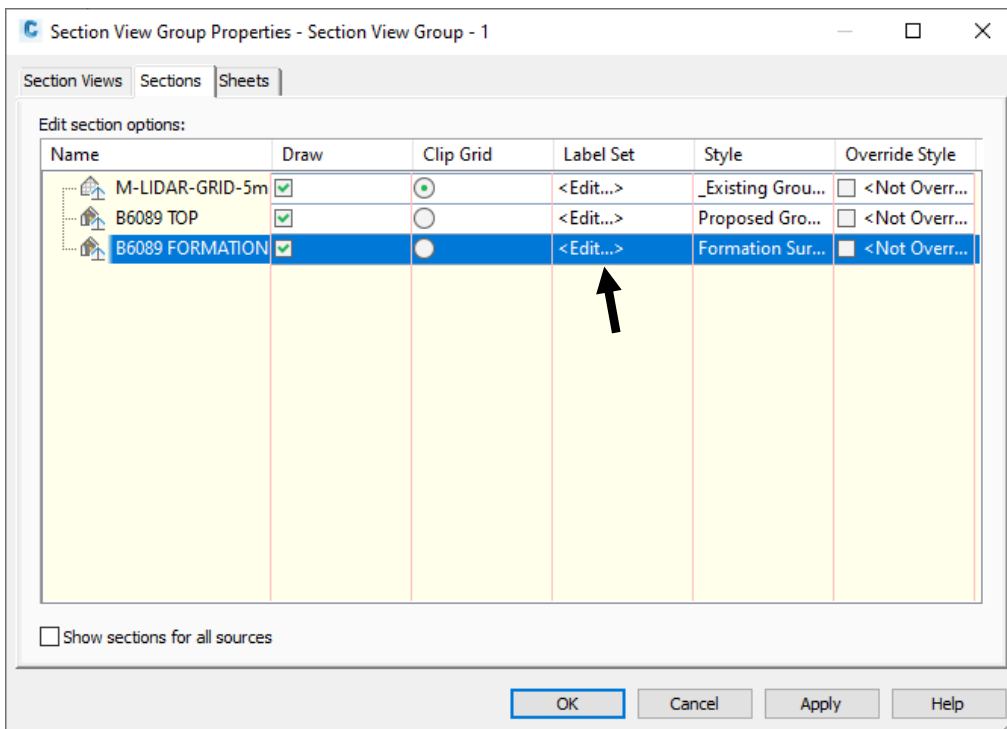 Section View Group Properties - Section View Group - 1
Section Views Sections Sheets
Edit section options:
Name Draw Clip Grid Label Set Style Override Style
M-LIDAR-GRID-5m <Edit...> _Existing Grou... <Not Overr...
B6089 TOP <Edit...> Proposed Gro... <Not Overr...
B6089 FORMATION <Edit...> Formation Sur... <Not Overr...
Show sections for all sources
OK Cancel Apply Help